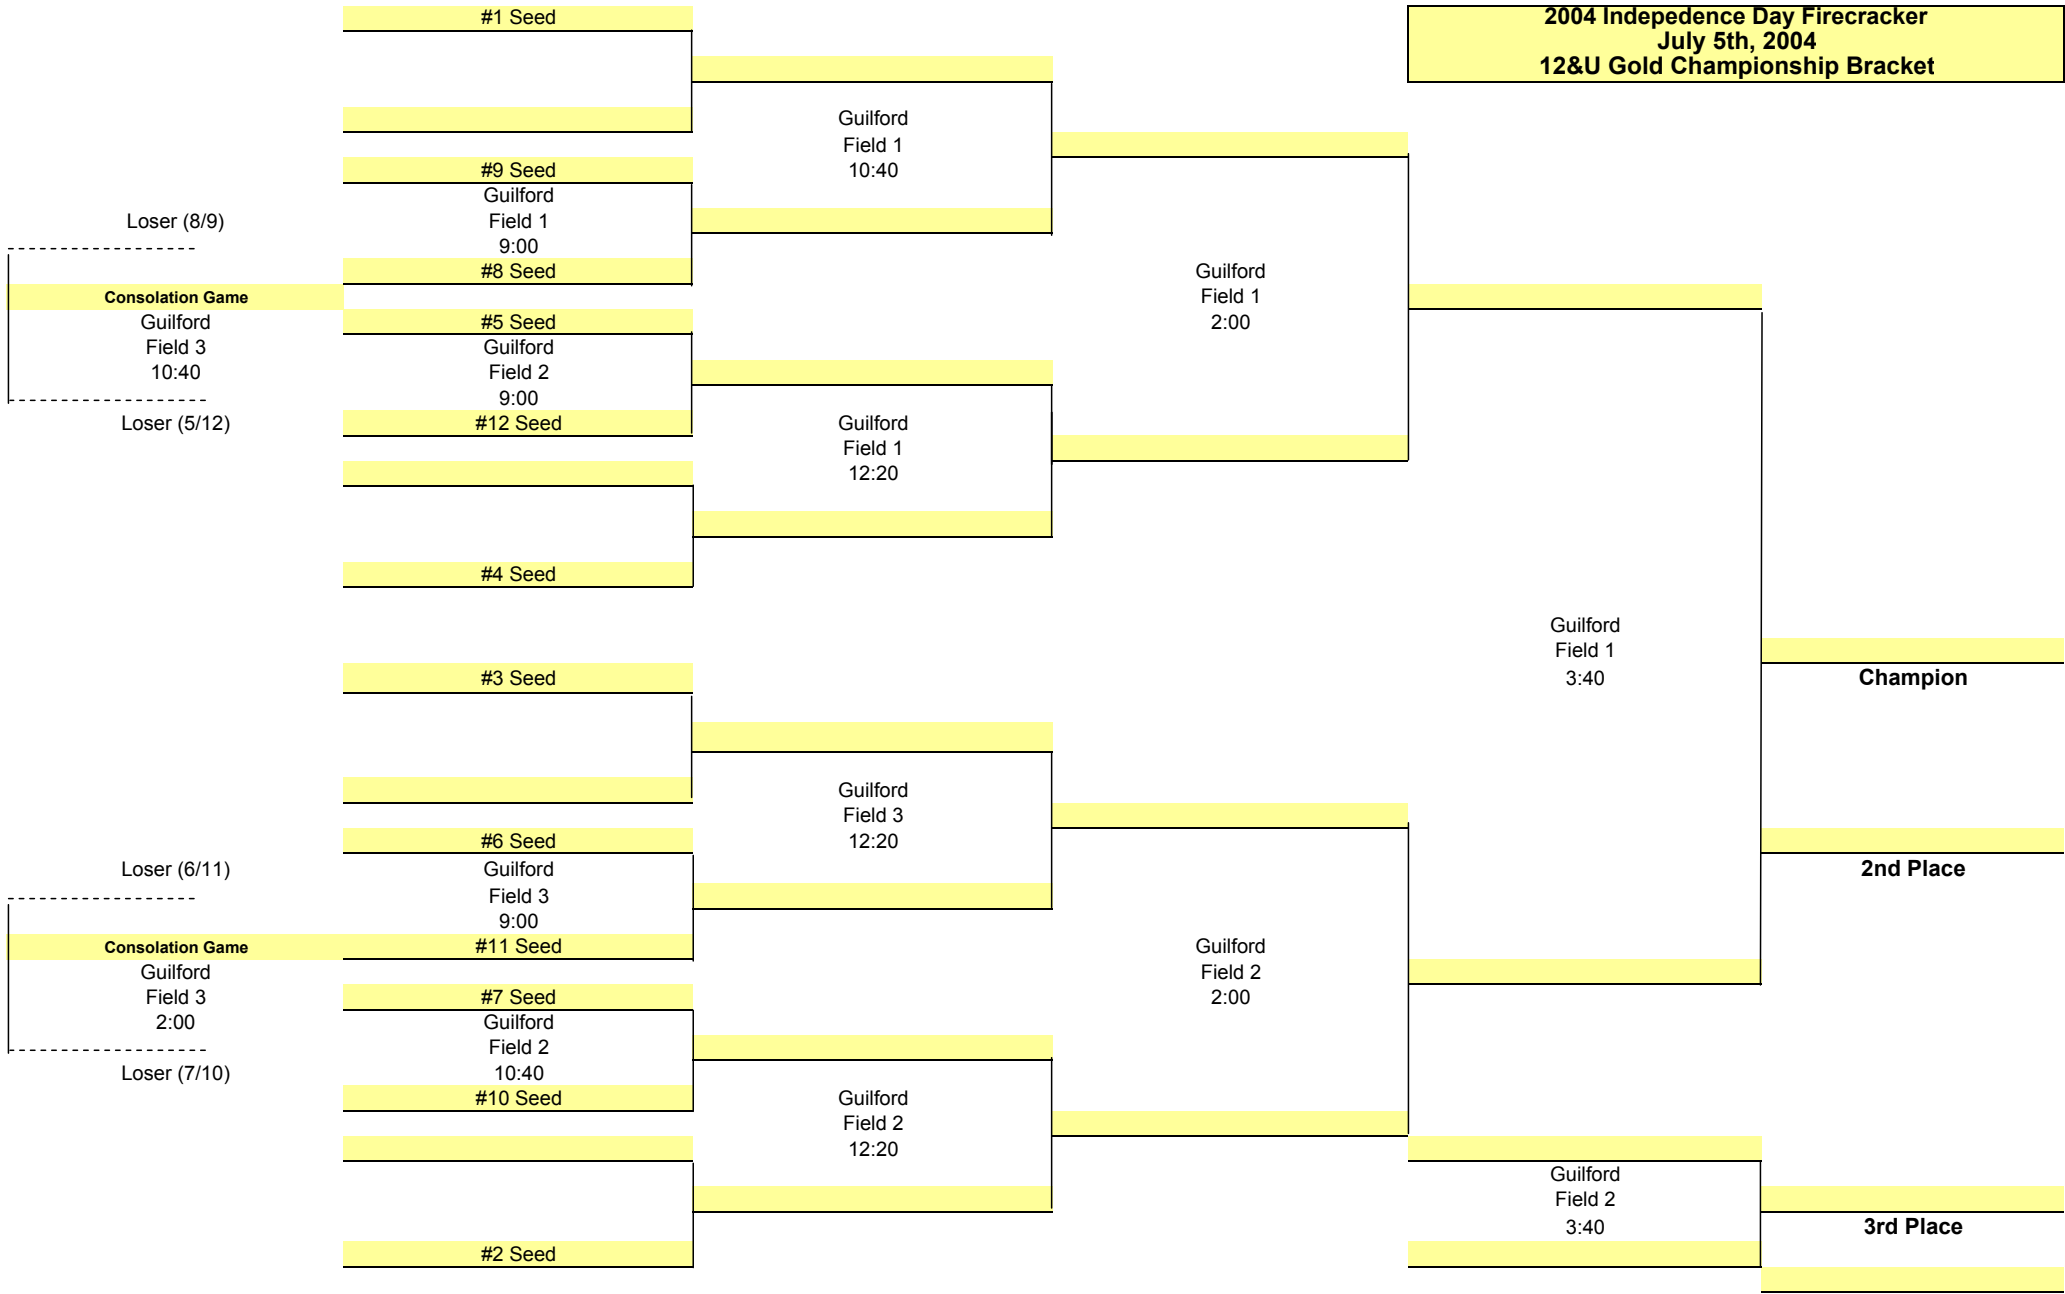 #1 Seed
2004 Indepedence Day Firecracker
July 5th, 2004
12&U Gold Championship Bracket
Guilford
Field 1
10:40
#9 Seed
Guilford
Field 1
9:00
#8 Seed
Loser (8/9)
Consolation Game
Guilford
Field 3
10:40
Loser (5/12)
#5 Seed
Guilford
Field 2
9:00
#12 Seed
Guilford
Field 1
2:00
Guilford
Field 1
12:20
#4 Seed
Guilford
Field 1
3:40
Champion
#3 Seed
Guilford
Field 3
12:20
#6 Seed
Guilford
Field 3
9:00
#11 Seed
Loser (6/11)
Consolation Game
Guilford
Field 3
2:00
Loser (7/10)
2nd Place
Guilford
Field 2
2:00
#7 Seed
Guilford
Field 2
10:40
#10 Seed
Guilford
Field 2
12:20
#2 Seed
Guilford
Field 2
3:40
3rd Place